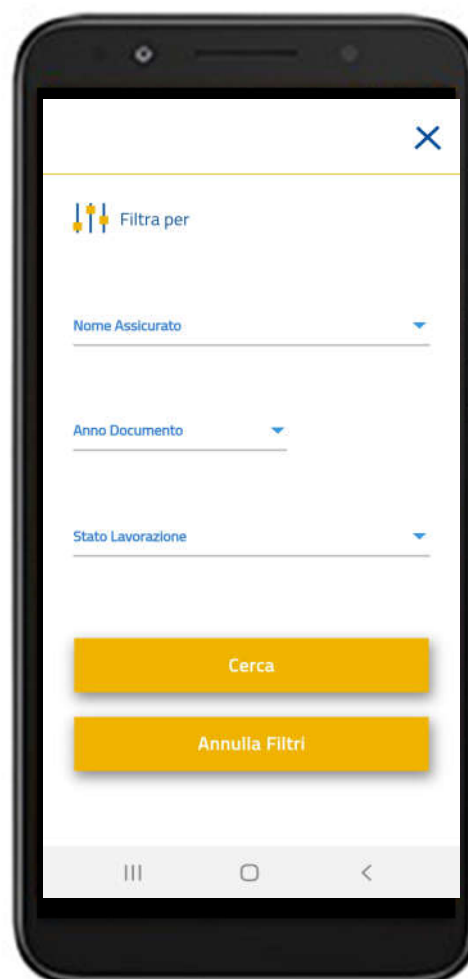 Filtra per
Nome Assicurato
Anno Documento
Stato Lavorazione
Cerca
Annulla Filtri